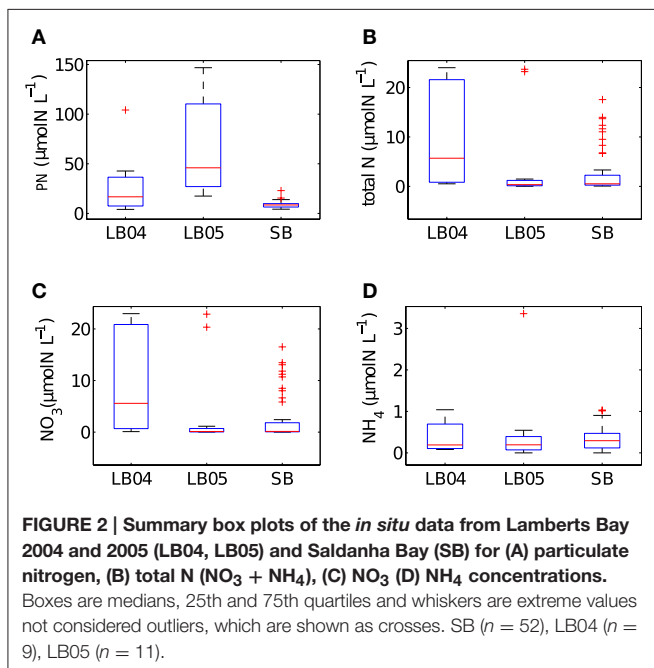 A
B
150
100
50
0
PN (µmolN L⁻¹)
LB04 LB05 SB
20
10
0
total N (µmolN L⁻¹)
LB04 LB05 SB
C
D
20
10
0
NO₃(µmolN L⁻¹)
LB04 LB05 SB
3
2
1
0
NH₄ (µmolN L⁻¹)
LB04 LB05 SB
FIGURE 2 | Summary box plots of the in situ data from Lamberts Bay
2004 and 2005 (LB04, LB05) and Saldanha Bay (SB) for (A) particulate
nitrogen, (B) total N (NO₃ + NH₄), (C) NO₃ (D) NH₄ concentrations.
Boxes are medians, 25th and 75th quartiles and whiskers are extreme values
not considered outliers, which are shown as crosses. SB (n = 52), LB04 (n =
9), LB05 (n = 11).